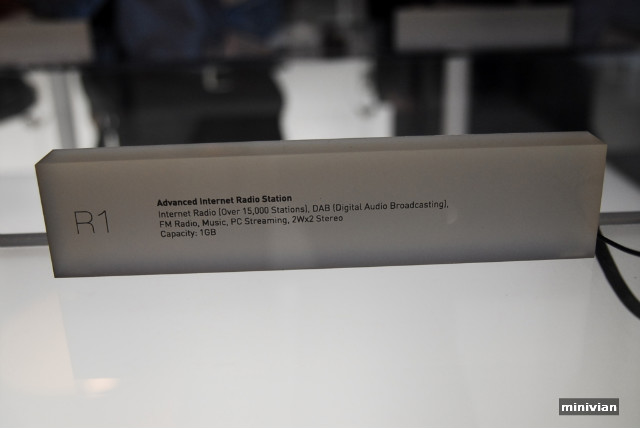 R1
Advanced Internet Radio Station
Internet Radio (Over 15,000 Stations), DAB (Digital Audio Broadcasting),
FM Radio, Music, PC Streaming, 2Wx2 Stereo
Capacity: 1GB
minivian